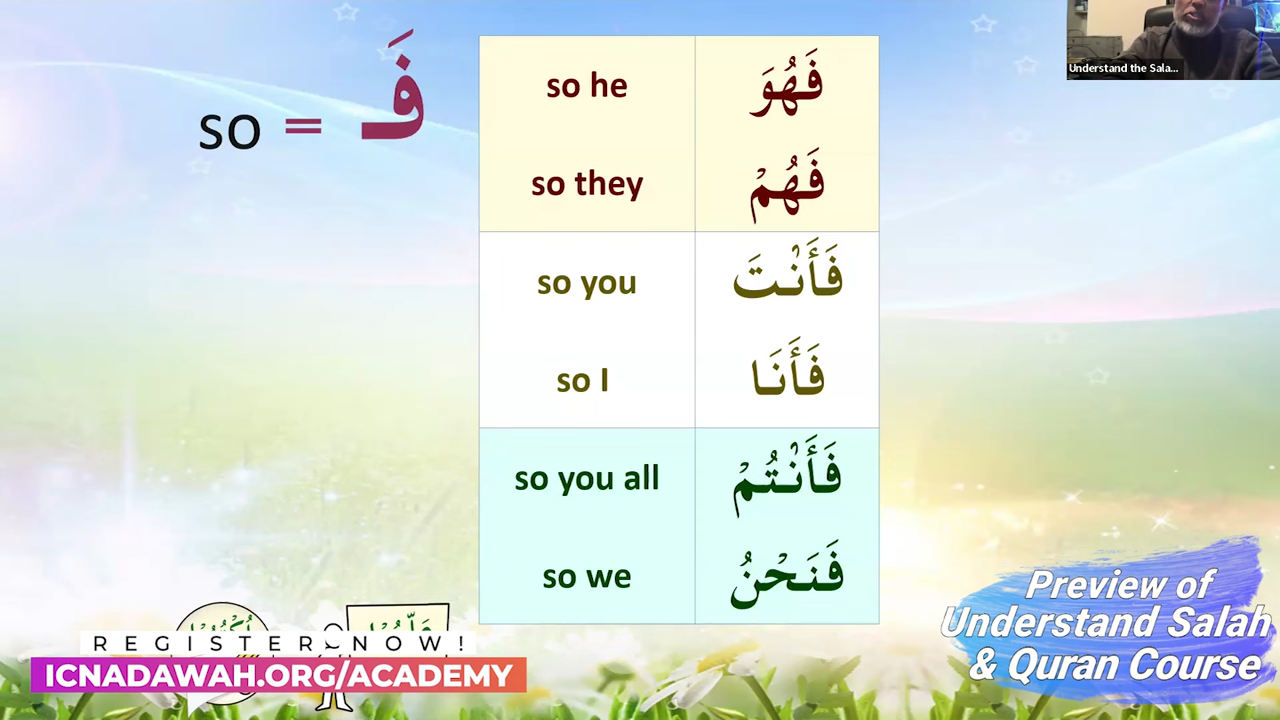 so = فَـ
so he فَهُوَ
so they فَهُمْ
so you فَأَنْتَ
so I فَأَنَا
so you all فَأَنْتُمْ
so we فَنَحْنُ
Understand the Sala...
REGISTER NOW!
ICNADAWAH.ORG/ACADEMY
Preview of
Understand Salah
& Quran Course